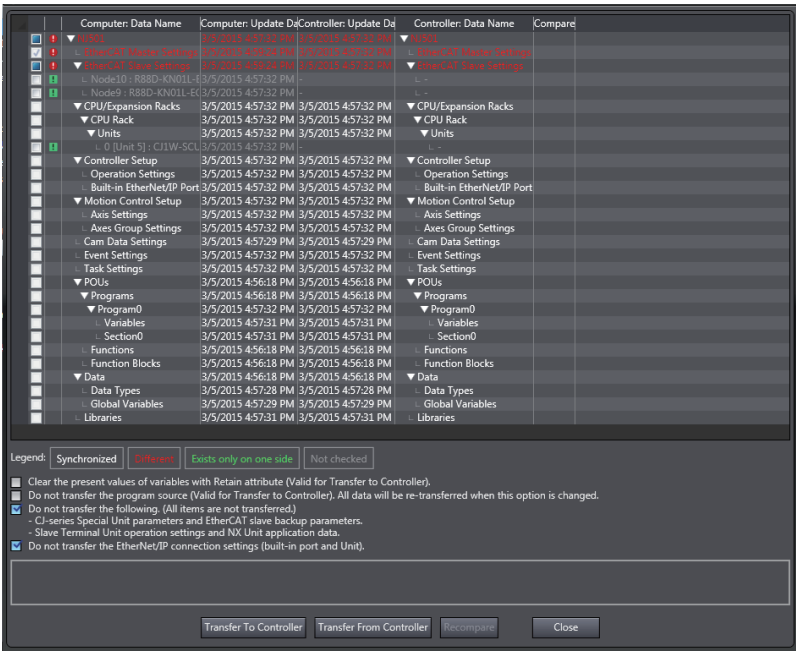 Computer: Data Name Computer: Update Da Controller: Update Da Controller: Data Name Compare
EtherCAT Master Settings EtherCAT Master Settings
EtherCAT Slave Settings EtherCAT Slave Settings
Node10 : R88D-KN01L-E 3/5/2015 4:57:32 PM - -
Node9 : R88D-KN01L-EC 3/5/2015 4:57:32 PM - -
CPU/Expansion Racks 3/5/2015 4:57:32 PM 3/5/2015 4:57:32 PM CPU/Expansion Racks
CPU Rack 3/5/2015 4:57:32 PM 3/5/2015 4:57:32 PM CPU Rack
Units 3/5/2015 4:57:32 PM 3/5/2015 4:57:32 PM Units
0 [Unit 5] : CJ1W-SCU 3/5/2015 4:57:32 PM - -
Controller Setup 3/5/2015 4:57:32 PM 3/5/2015 4:57:32 PM Controller Setup
Operation Settings 3/5/2015 4:57:32 PM 3/5/2015 4:57:32 PM Operation Settings
Built-in EtherNet/IP Port 3/5/2015 4:57:32 PM 3/5/2015 4:57:32 PM Built-in EtherNet/IP Port
Motion Control Setup 3/5/2015 4:57:32 PM 3/5/2015 4:57:32 PM Motion Control Setup
Axis Settings 3/5/2015 4:57:32 PM 3/5/2015 4:57:32 PM Axis Settings
Axes Group Settings 3/5/2015 4:57:32 PM 3/5/2015 4:57:32 PM Axes Group Settings
Cam Data Settings 3/5/2015 4:57:29 PM 3/5/2015 4:57:29 PM Cam Data Settings
Event Settings 3/5/2015 4:57:32 PM 3/5/2015 4:57:32 PM Event Settings
Task Settings 3/5/2015 4:57:32 PM 3/5/2015 4:57:32 PM Task Settings
POUs 3/5/2015 4:56:18 PM 3/5/2015 4:56:18 PM POUs
Programs 3/5/2015 4:56:18 PM 3/5/2015 4:56:18 PM Programs
Program0 3/5/2015 4:57:32 PM 3/5/2015 4:57:32 PM Program0
Variables 3/5/2015 4:57:31 PM 3/5/2015 4:57:31 PM Variables
Section0 3/5/2015 4:57:31 PM 3/5/2015 4:57:31 PM Section0
Functions 3/5/2015 4:56:18 PM 3/5/2015 4:56:18 PM Functions
Function Blocks 3/5/2015 4:56:18 PM 3/5/2015 4:56:18 PM Function Blocks
Data 3/5/2015 4:56:18 PM 3/5/2015 4:56:18 PM Data
Data Types 3/5/2015 4:57:28 PM 3/5/2015 4:57:28 PM Data Types
Global Variables 3/5/2015 4:57:29 PM 3/5/2015 4:57:29 PM Global Variables
Libraries 3/5/2015 4:57:31 PM 3/5/2015 4:57:31 PM Libraries
Legend: Synchronized Different Exists only on one side Not checked
Clear the present values of variables with Retain attribute (Valid for Transfer to Controller).
Do not transfer the program source (Valid for Transfer to Controller). All data will be re-transferred when this option is changed.
Do not transfer the following. (All items are not transferred.)
- CJ-series Special Unit parameters and EtherCAT slave backup parameters.
- Slave Terminal Unit operation settings and NX Unit application data.
Do not transfer the EtherNet/IP connection settings (built-in port and Unit).
Transfer To Controller Transfer From Controller Recompare Close